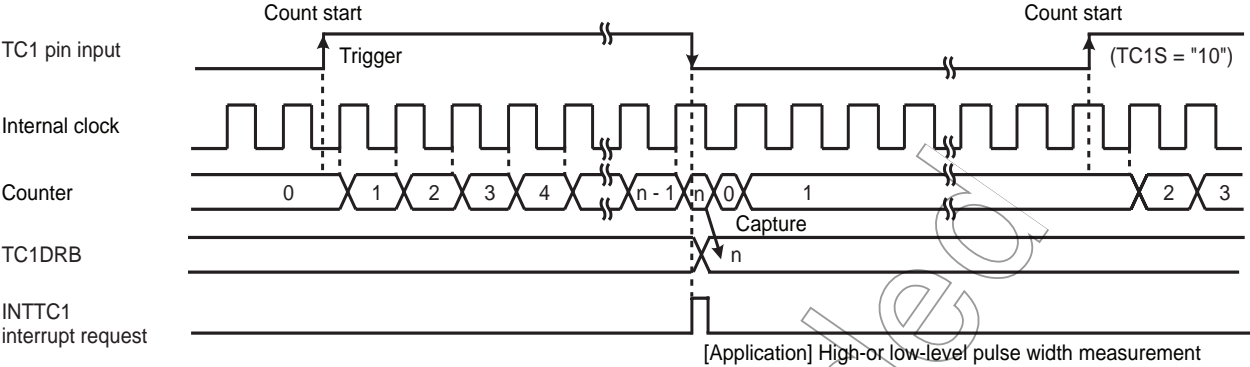 Count start
Count start
TC1 pin input
Trigger
(TC1S = "10")
Internal clock
Counter
0
1
2
3
4
n - 1
n
0
1
2
3
Capture
TC1DRB
n
INTTC1
interrupt request
[Application] High-or low-level pulse width measurement